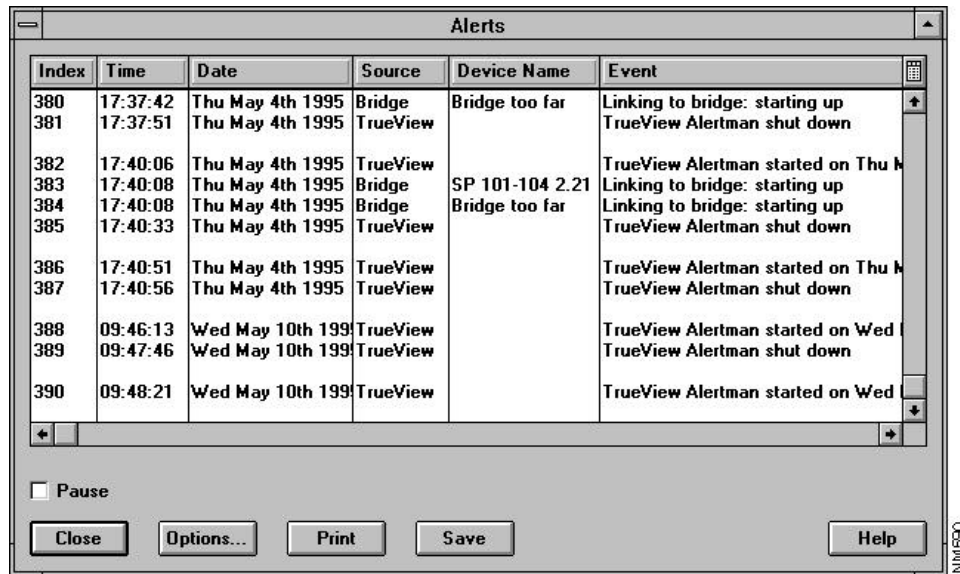 Alerts
Index Time Date Source Device Name Event
380 17:37:42 Thu May 4th 1995 Bridge Bridge too far Linking to bridge: starting up
381 17:37:51 Thu May 4th 1995 TrueView TrueView Alertman shut down
382 17:40:06 Thu May 4th 1995 TrueView TrueView Alertman started on Thu
383 17:40:08 Thu May 4th 1995 Bridge SP 101-104 2.21 Linking to bridge: starting up
384 17:40:08 Thu May 4th 1995 Bridge Bridge too far Linking to bridge: starting up
385 17:40:33 Thu May 4th 1995 TrueView TrueView Alertman shut down
386 17:40:51 Thu May 4th 1995 TrueView TrueView Alertman started on Thu
387 17:40:56 Thu May 4th 1995 TrueView TrueView Alertman shut down
388 09:46:13 Wed May 10th 199 TrueView TrueView Alertman started on Wed
389 09:47:46 Wed May 10th 199 TrueView TrueView Alertman shut down
390 09:48:21 Wed May 10th 199 TrueView TrueView Alertman started on Wed
Pause
Close Options... Print Save Help
NM690